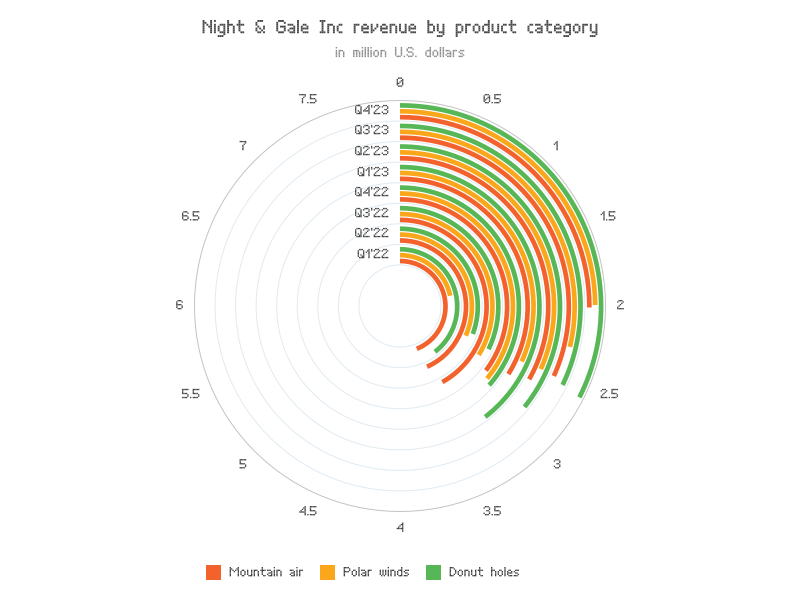 Night & Gale Inc revenue by product category
in million U.S. dollars
0
0.5
1
1.5
2
2.5
3
3.5
4
4.5
5
5.5
6
6.5
7
7.5
Q4'23
Q3'23
Q2'23
Q1'23
Q4'22
Q3'22
Q2'22
Q1'22
Mountain air
Polar winds
Donut holes